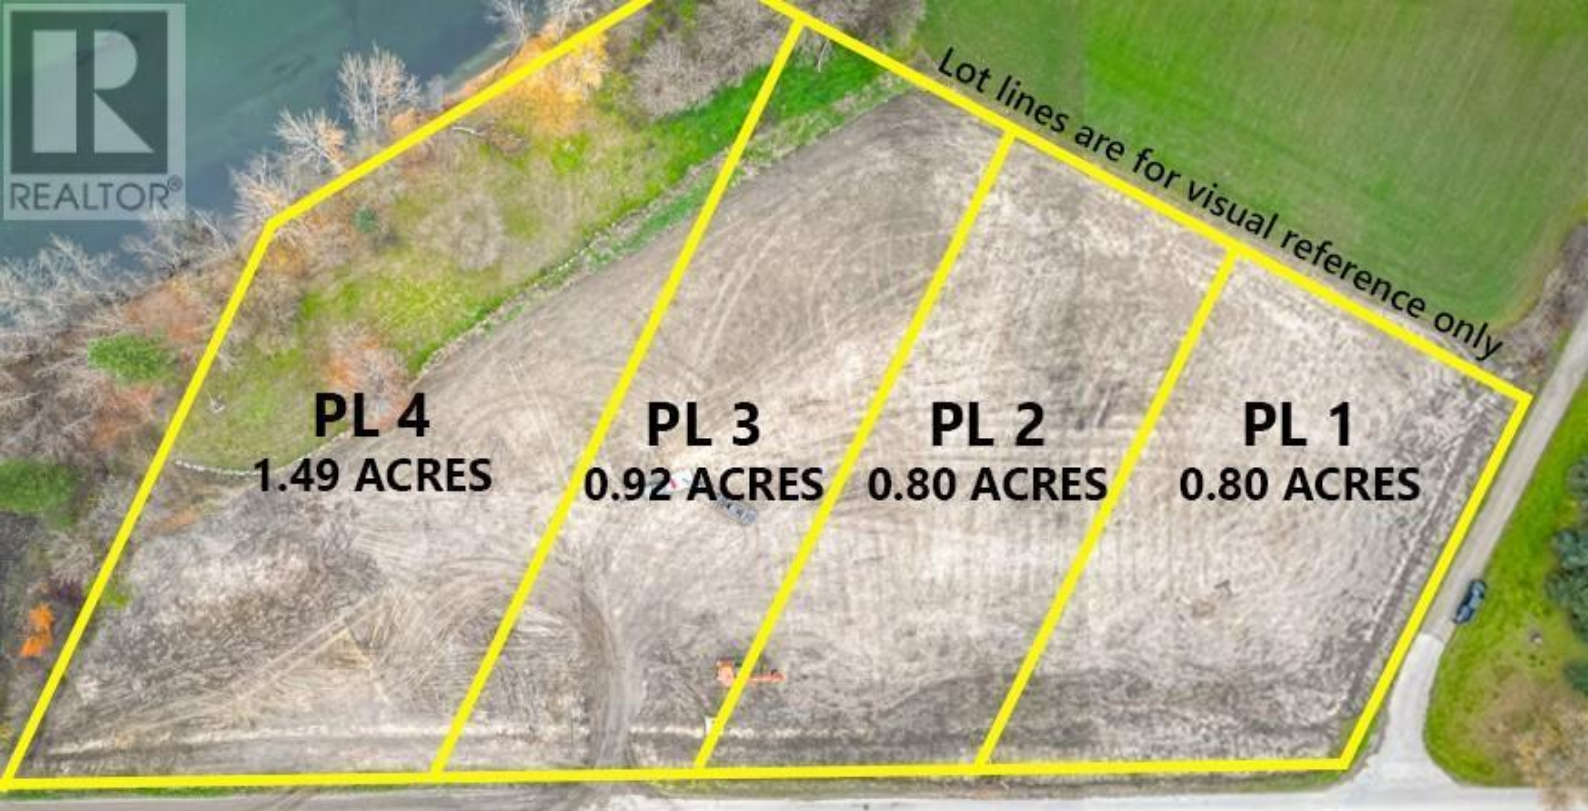 REALTOR®
Lot lines are for visual reference only
PL 4
1.49 ACRES
PL 3
0.92 ACRES
PL 2
0.80 ACRES
PL 1
0.80 ACRES